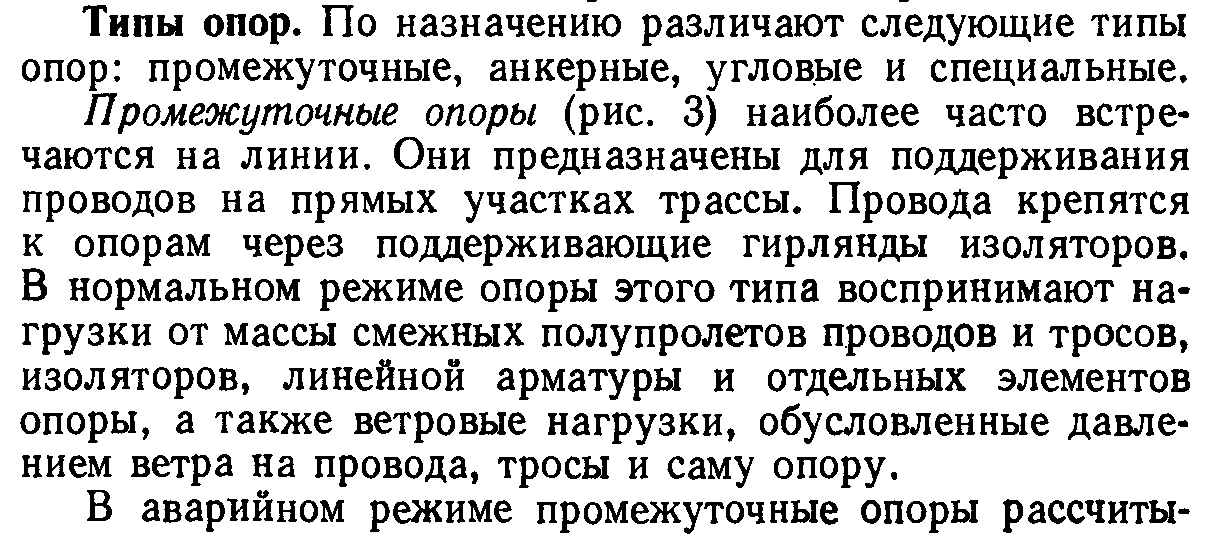 Типы опор. По назначению различают следующие типы
опор: промежуточные, анкерные, угловые и специальные.
Промежуточные опоры (рис. 3) наиболее часто встре-
чаются на линии. Они предназначены для поддерживания
проводов на прямых участках трассы. Провода крепятся
к опорам через поддерживающие гирлянды изоляторов.
В нормальном режиме опоры этого типа воспринимают на-
грузки от массы смежных полупролетов проводов и тросов,
изоляторов, линейной арматуры и отдельных элементов
опоры, а также ветровые нагрузки, обусловленные давле-
нием ветра на провода, тросы и саму опору.
В аварийном режиме промежуточные опоры рассчиты-